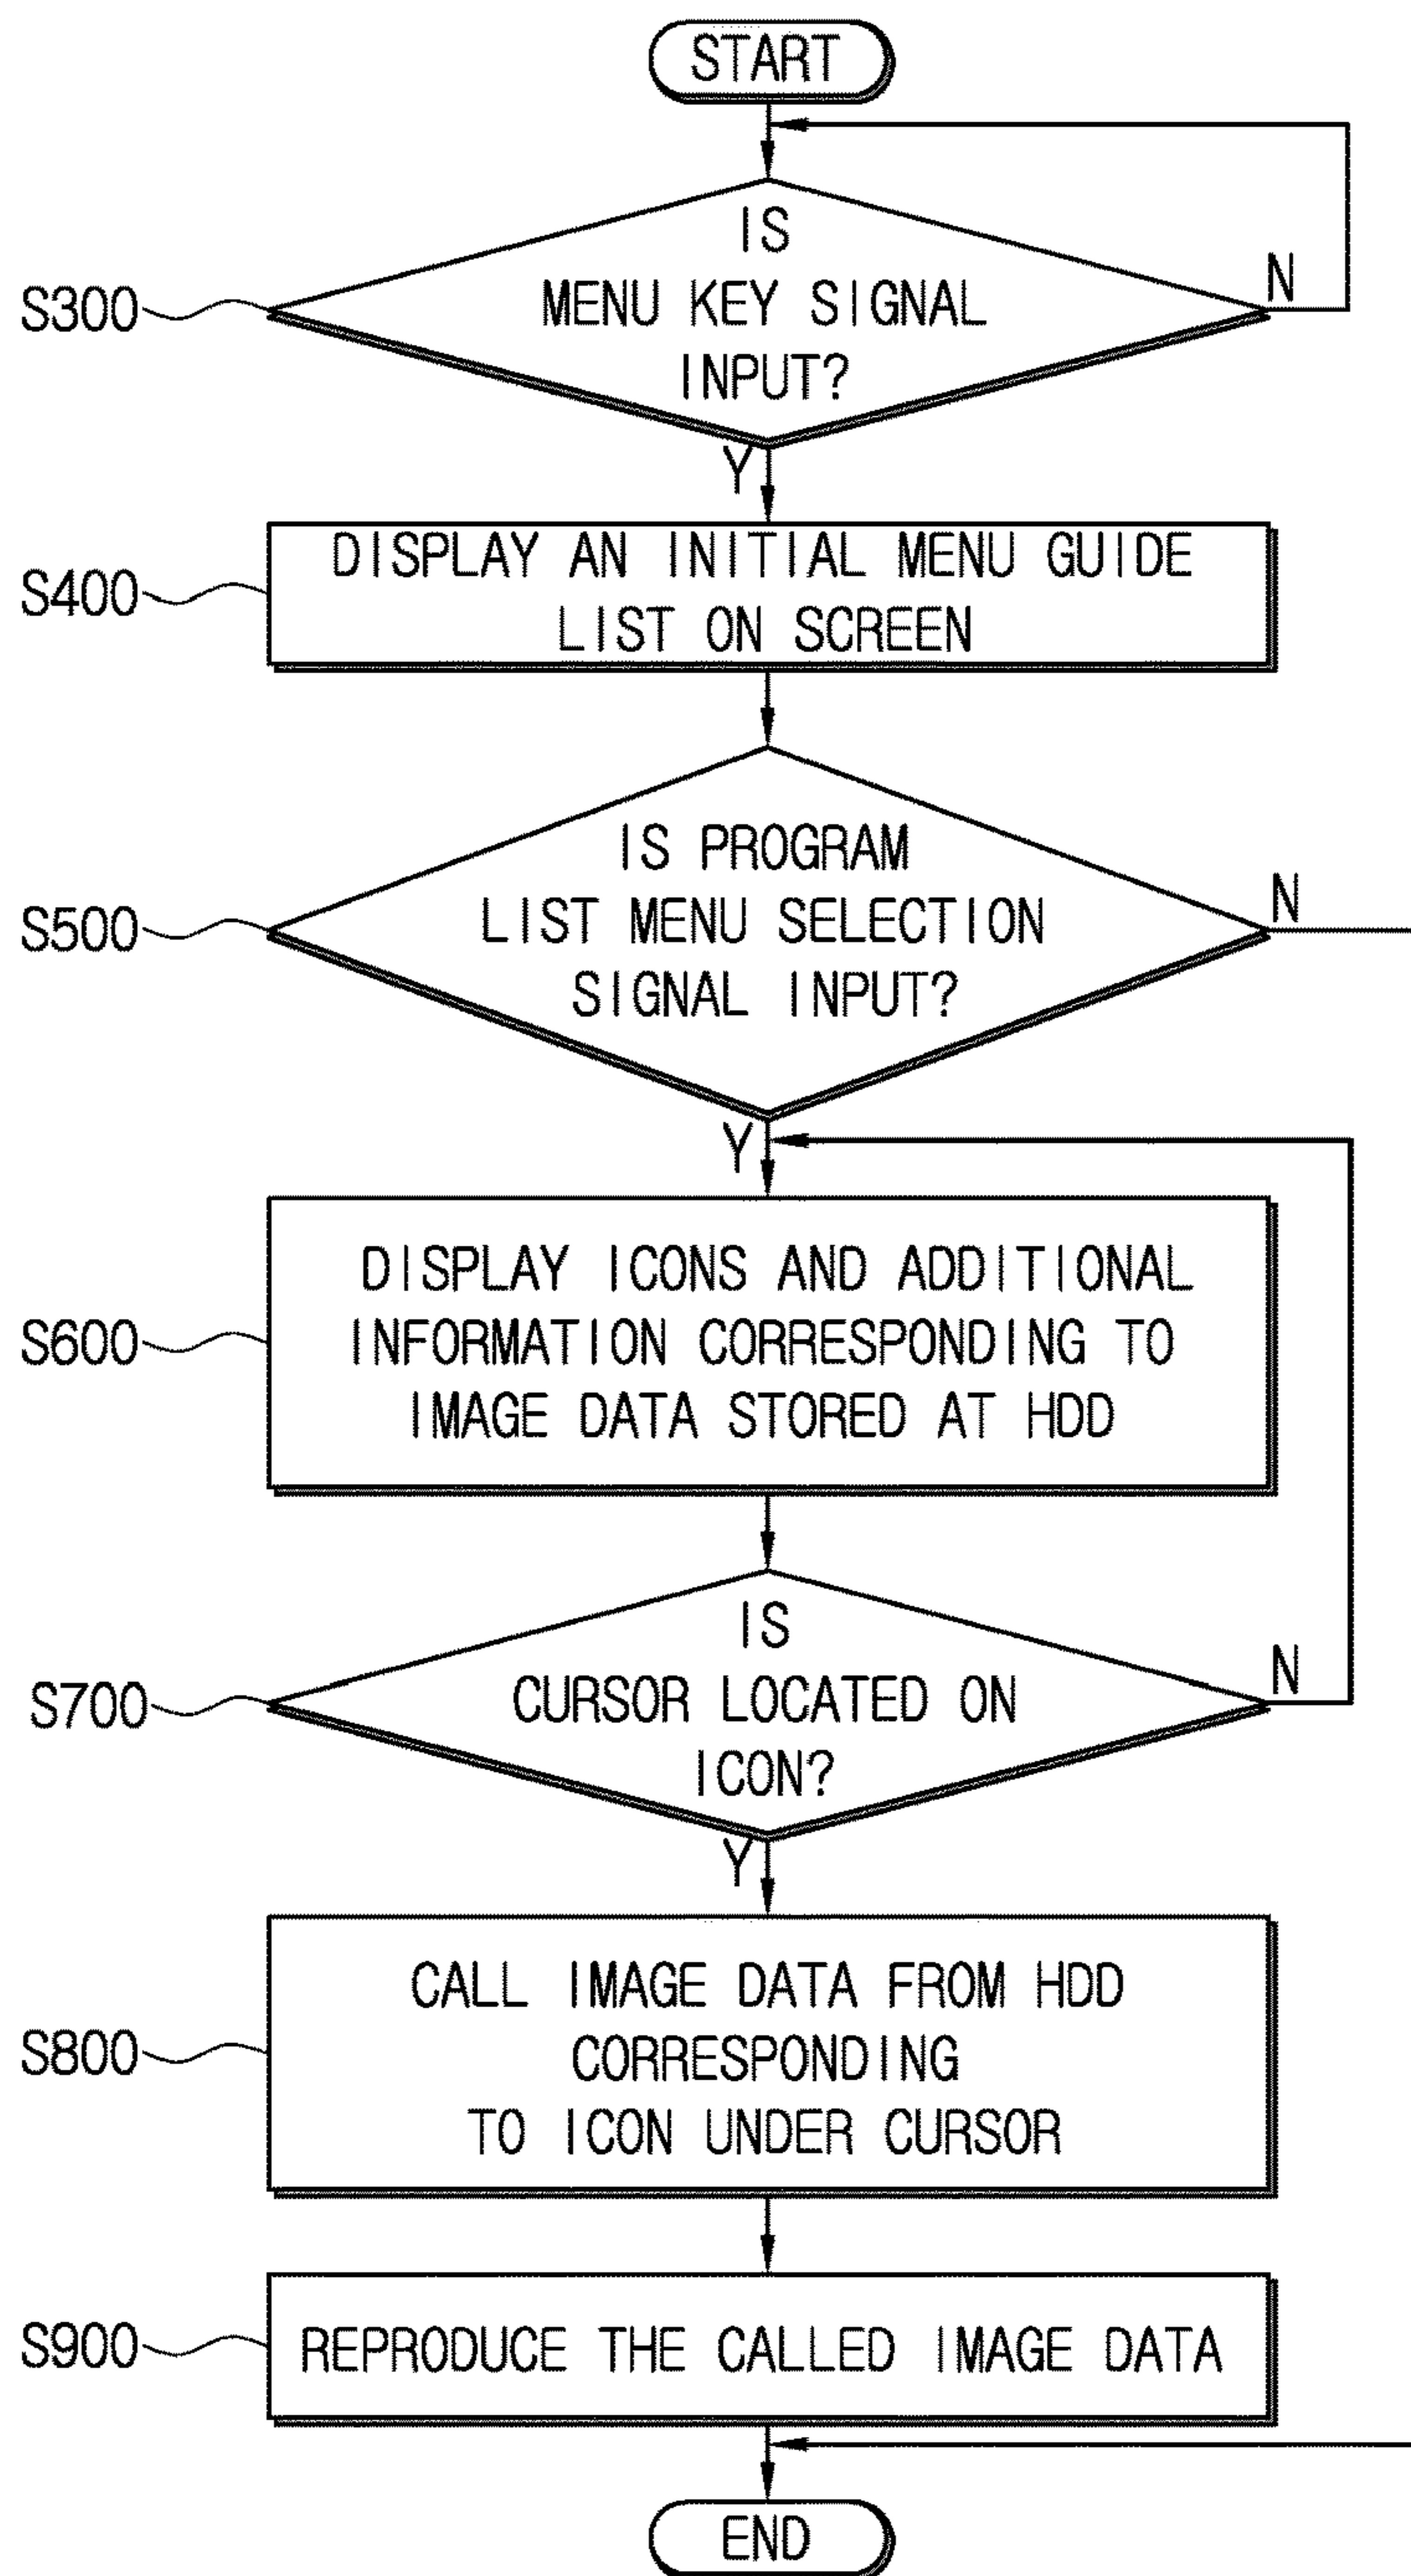 START
IS
MENU KEY SIGNAL
INPUT?
N
S300
Y
DISPLAY AN INITIAL MENU GUIDE
LIST ON SCREEN
S400
IS PROGRAM
LIST MENU SELECTION
SIGNAL INPUT?
N
S500
Y
DISPLAY ICONS AND ADDITIONAL
INFORMATION CORRESPONDING TO
IMAGE DATA STORED AT HDD
S600
IS
CURSOR LOCATED ON
ICON?
N
S700
Y
CALL IMAGE DATA FROM HDD
CORRESPONDING
TO ICON UNDER CURSOR
S800
REPRODUCE THE CALLED IMAGE DATA
S900
END